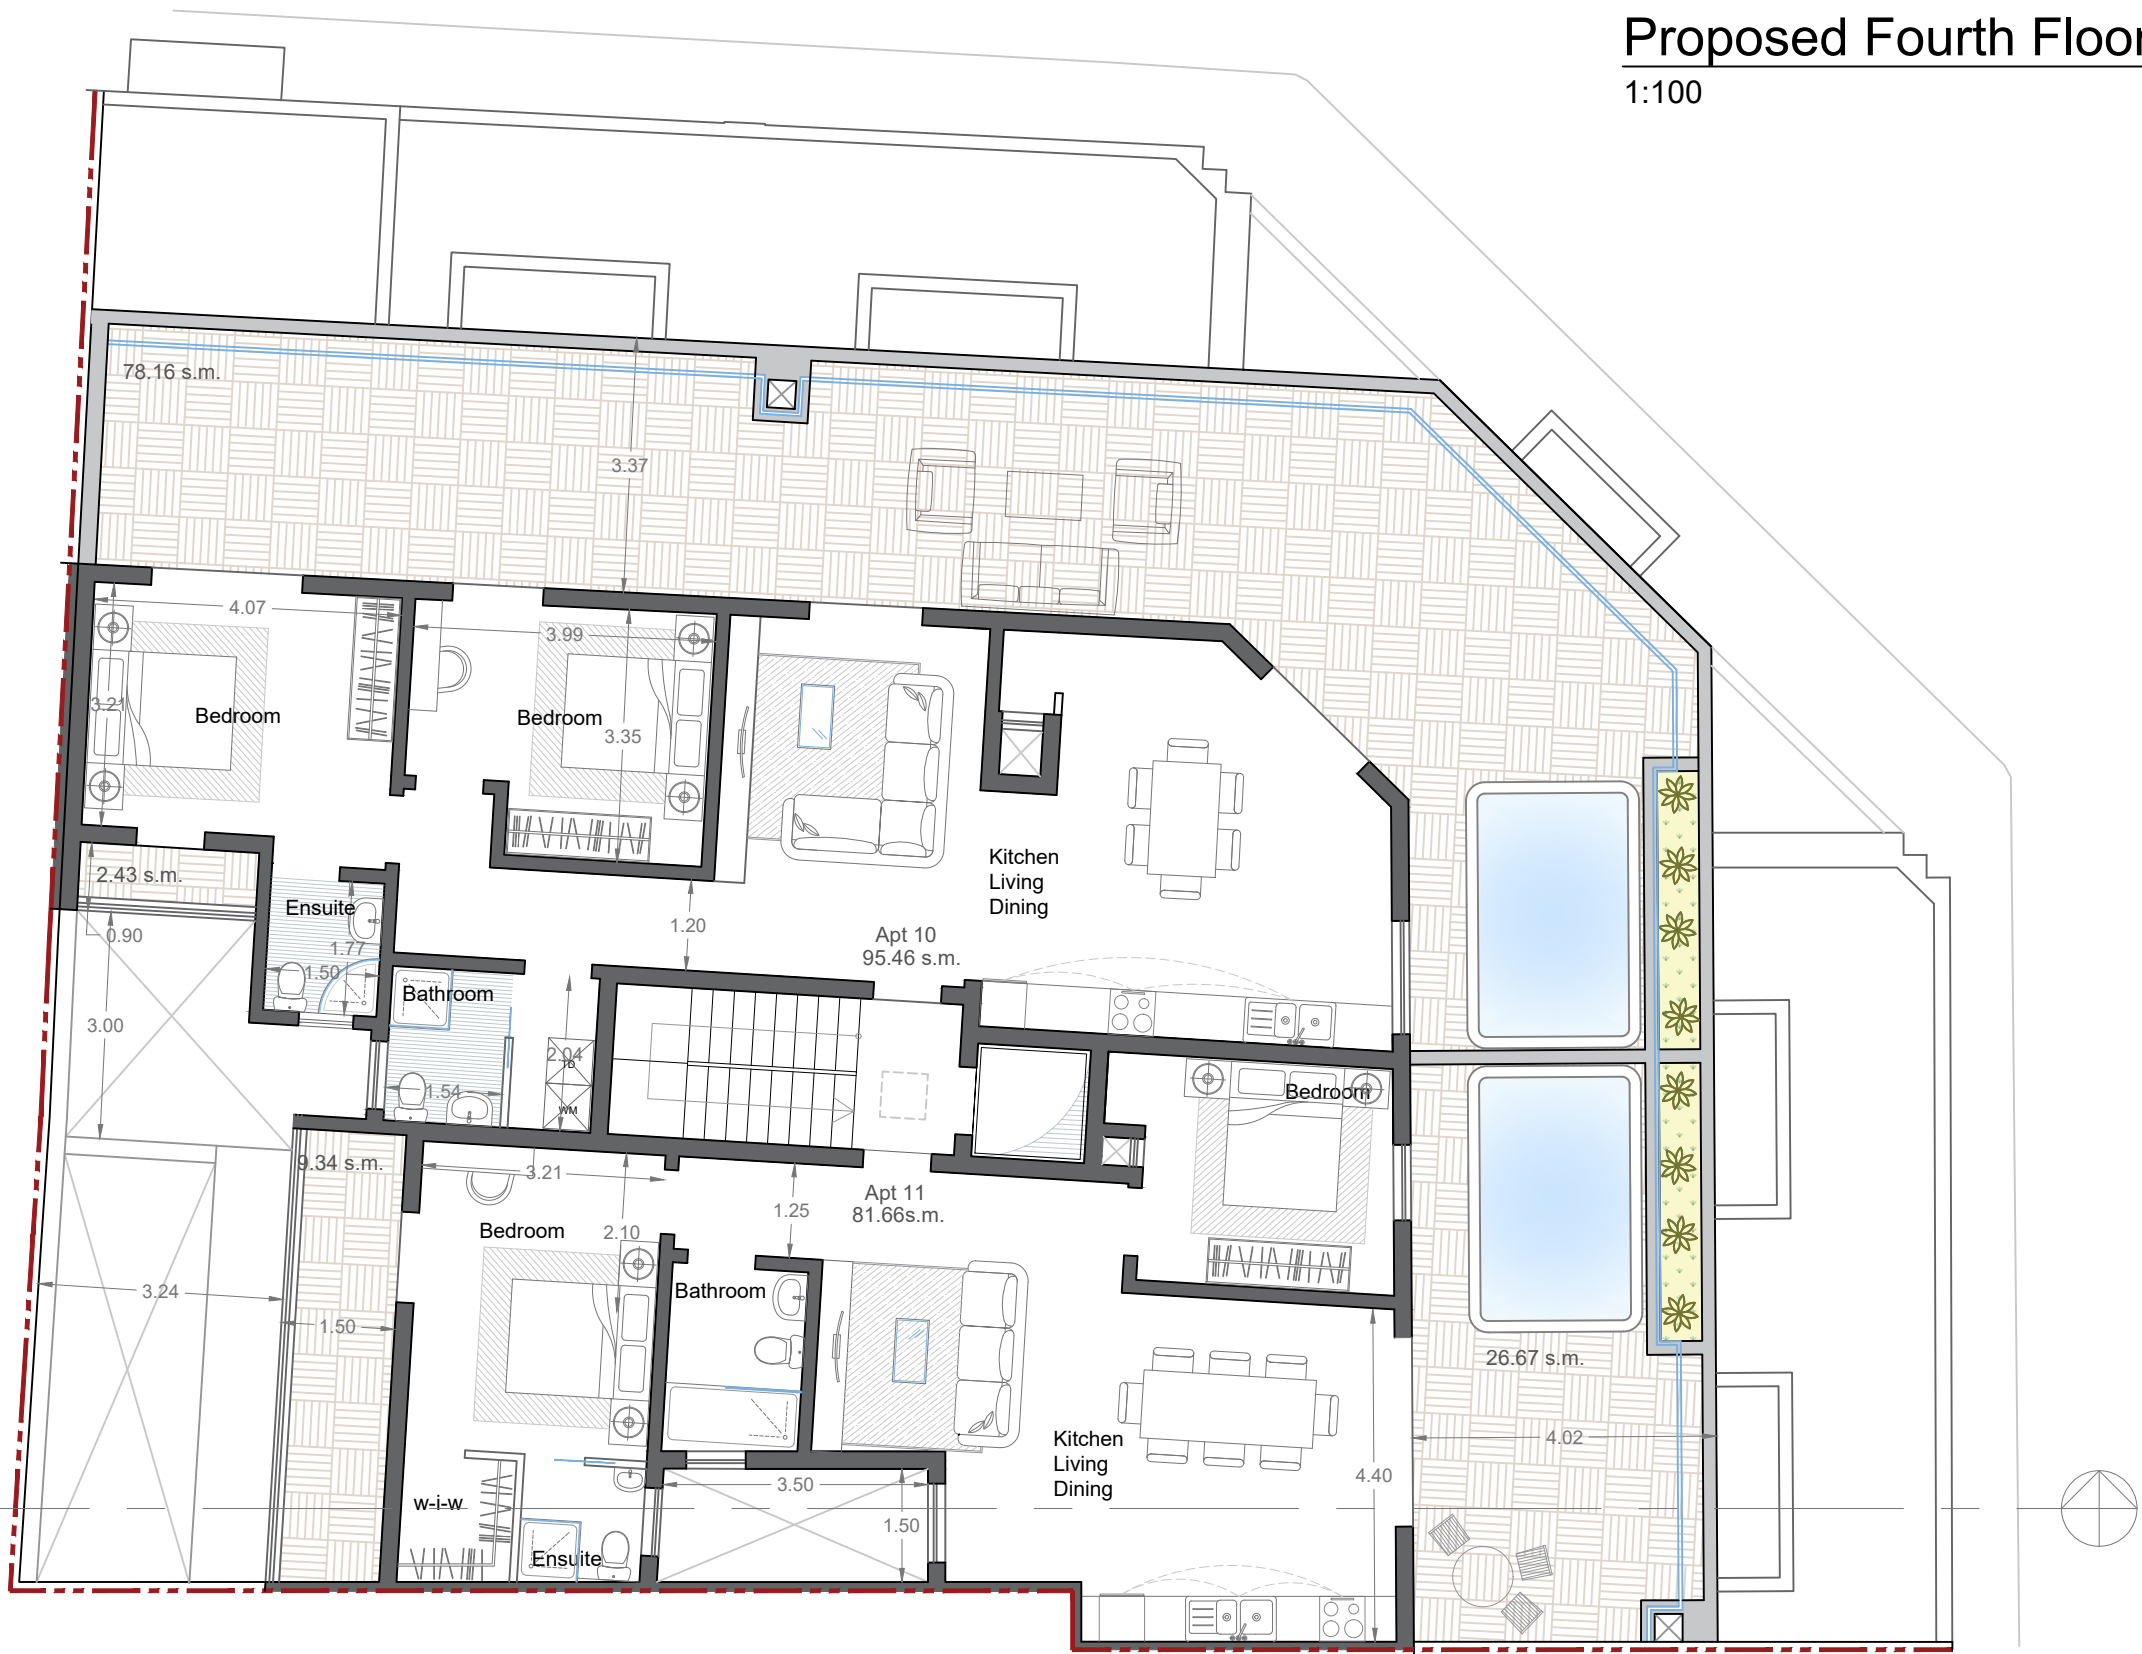 Proposed Fourth Floor
1:100
78.16 s.m.
3.37
4.07
3.99
3.21
Bedroom
Bedroom
3.35
2.43 s.m.
Ensuite
Kitchen
Living
Dining
0.90
1.77
1.50
1.20
Apt 10
95.46 s.m.
Bathroom
3.00
2.04
TD
1.54
WM
Bedroom
9.34 s.m.
3.21
Apt 11
81.66s.m.
1.25
Bedroom
2.10
3.24
Bathroom
1.50
26.67 s.m.
Kitchen
Living
Dining
4.02
4.40
3.50
w-i-w
1.50
Ensuite